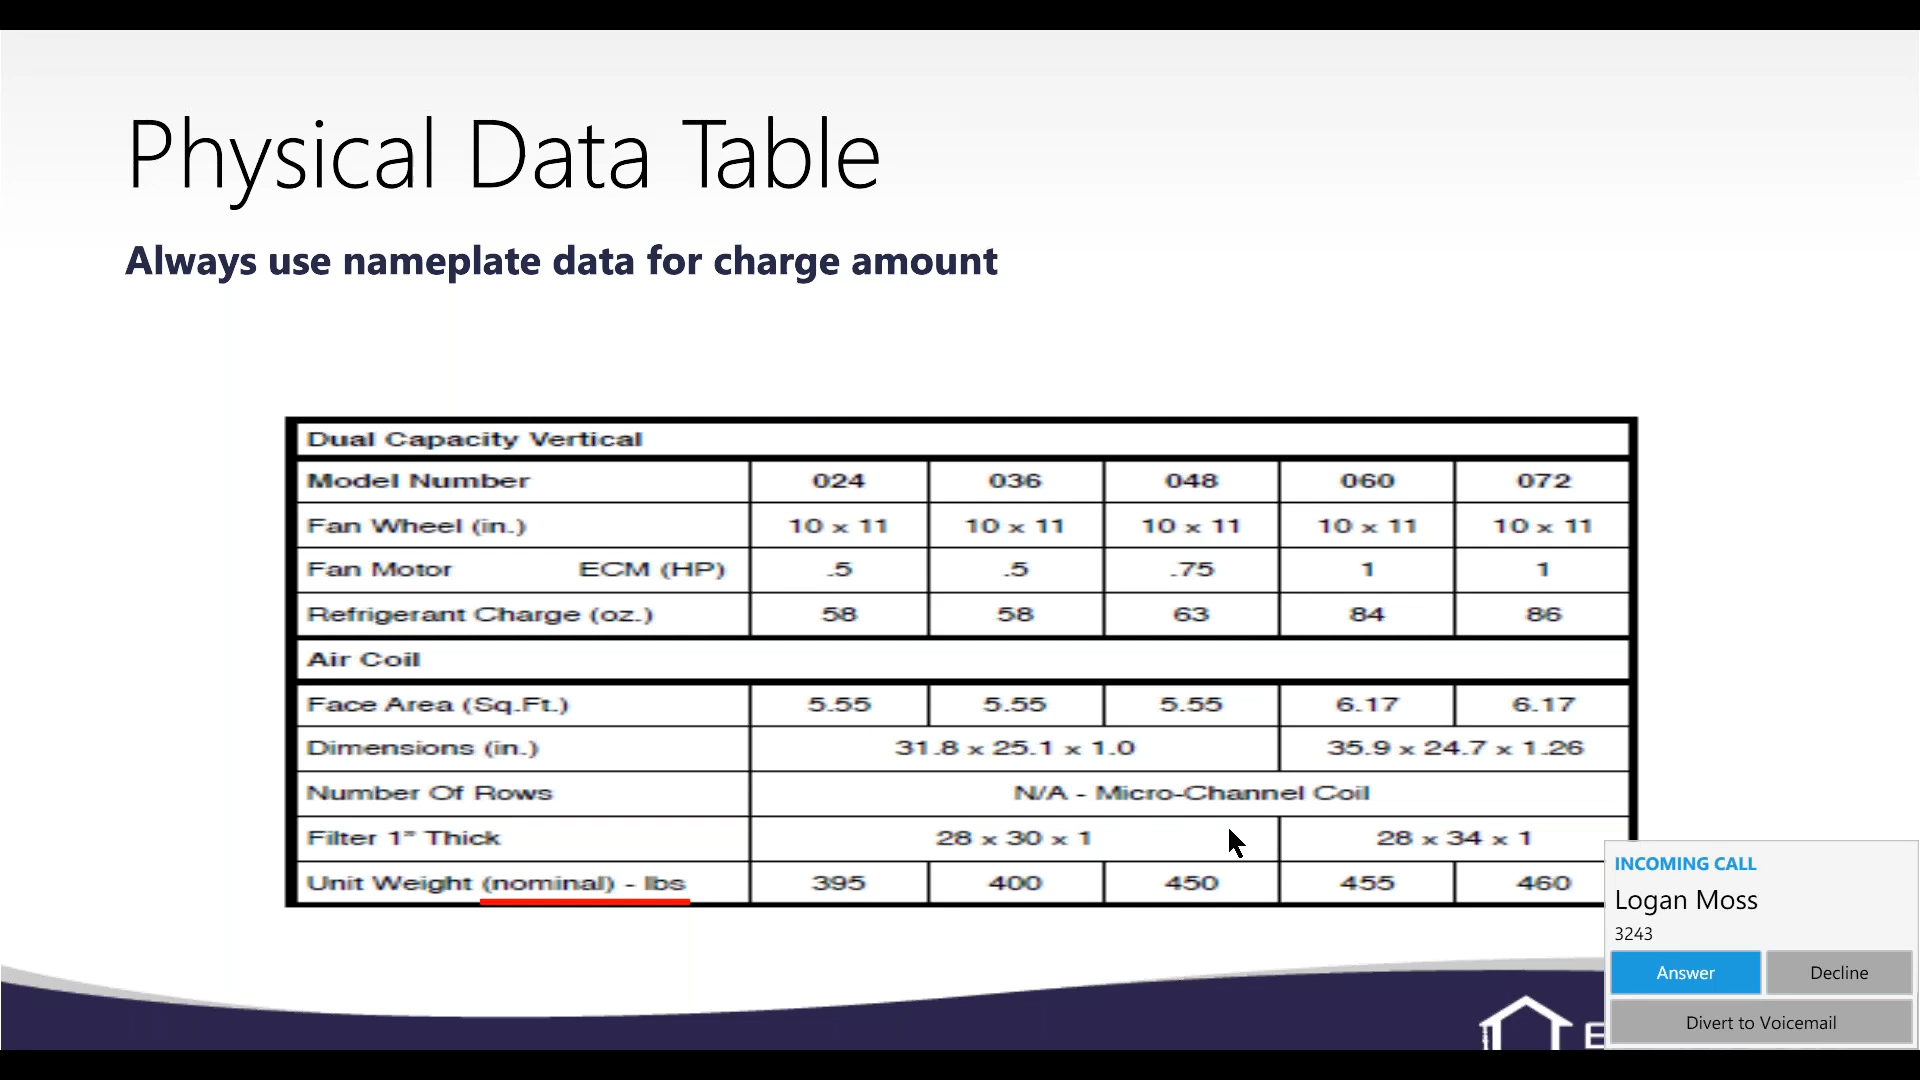 Physical Data Table
Always use nameplate data for charge amount
Dual Capacity Vertical
Model Number 024 036 048 060 072
Fan Wheel (in.) 10 x 11 10 x 11 10 x 11 10 x 11 10 x 11
Fan Motor ECM (HP) .5 .5 .75 1 1
Refrigerant Charge (oz.) 58 58 63 84 86
Air Coil
Face Area (Sq.Ft.) 5.55 5.55 5.55 6.17 6.17
Dimensions (in.) 31.8 x 25.1 x 1.0 35.9 x 24.7 x 1.26
Number Of Rows N/A - Micro-Channel Coil
Filter 1" Thick 28 x 30 x 1 28 x 34 x 1
Unit Weight (nominal) - lbs 395 400 450 455 460
INCOMING CALL
Logan Moss
3243
Answer Decline
Divert to Voicemail